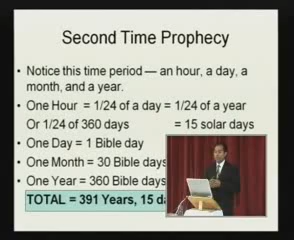 Second Time Prophecy
• Notice this time period — an hour, a day, a
month, and a year.
• One Hour = 1/24 of a day = 1/24 of a year
Or 1/24 of 360 days = 15 solar days
• One Day = 1 Bible day
• One Month = 30 Bible days
• One Year = 360 Bible days
TOTAL = 391 Years, 15 da